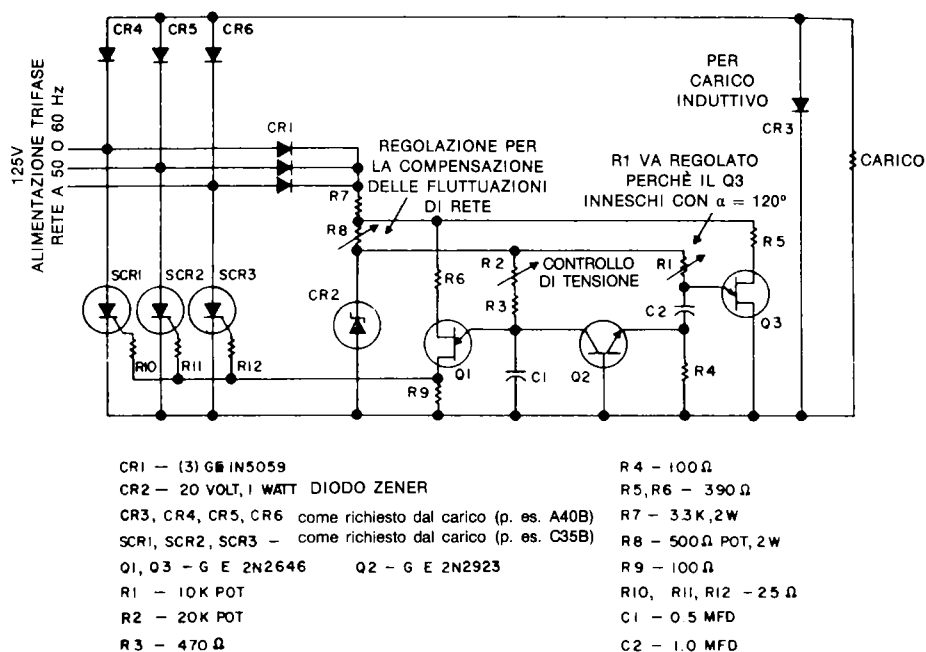 CR4
CR5
CR6
125V
ALIMENTAZIONE TRIFASE
RETE A 50 O 60 Hz
CR1
REGOLAZIONE PER
LA COMPENSAZIONE
DELLE FLUTTUAZIONI
DI RETE
PER
CARICO
INDUTTIVO
CR3
CARICO
R1 VA REGOLATO
PERCHÈ IL Q3
INNESCHI CON α = 120°
R7
R8
R6
R2
R3
CONTROLLO
DI TENSIONE
R1
R5
C2
Q3
SCR1
SCR2
SCR3
CR2
R10
R11
R12
Q1
R9
C1
Q2
R4
CR1 – (3) GE 1N5059
CR2 – 20 VOLT, 1 WATT DIODO ZENER
CR3, CR4, CR5, CR6 come richiesto dal carico (p. es. A40B)
SCR1, SCR2, SCR3 – come richiesto dal carico (p. es. C35B)
Q1, Q3 – G E 2N2646 Q2 – G E 2N2923
R1 – 10K POT
R2 – 20K POT
R3 – 470 Ω
R4 – 100 Ω
R5, R6 – 390 Ω
R7 – 3.3 K, 2W
R8 – 500 Ω POT, 2W
R9 – 100 Ω
R10, R11, R12 – 25 Ω
C1 – 0.5 MFD
C2 – 1.0 MFD